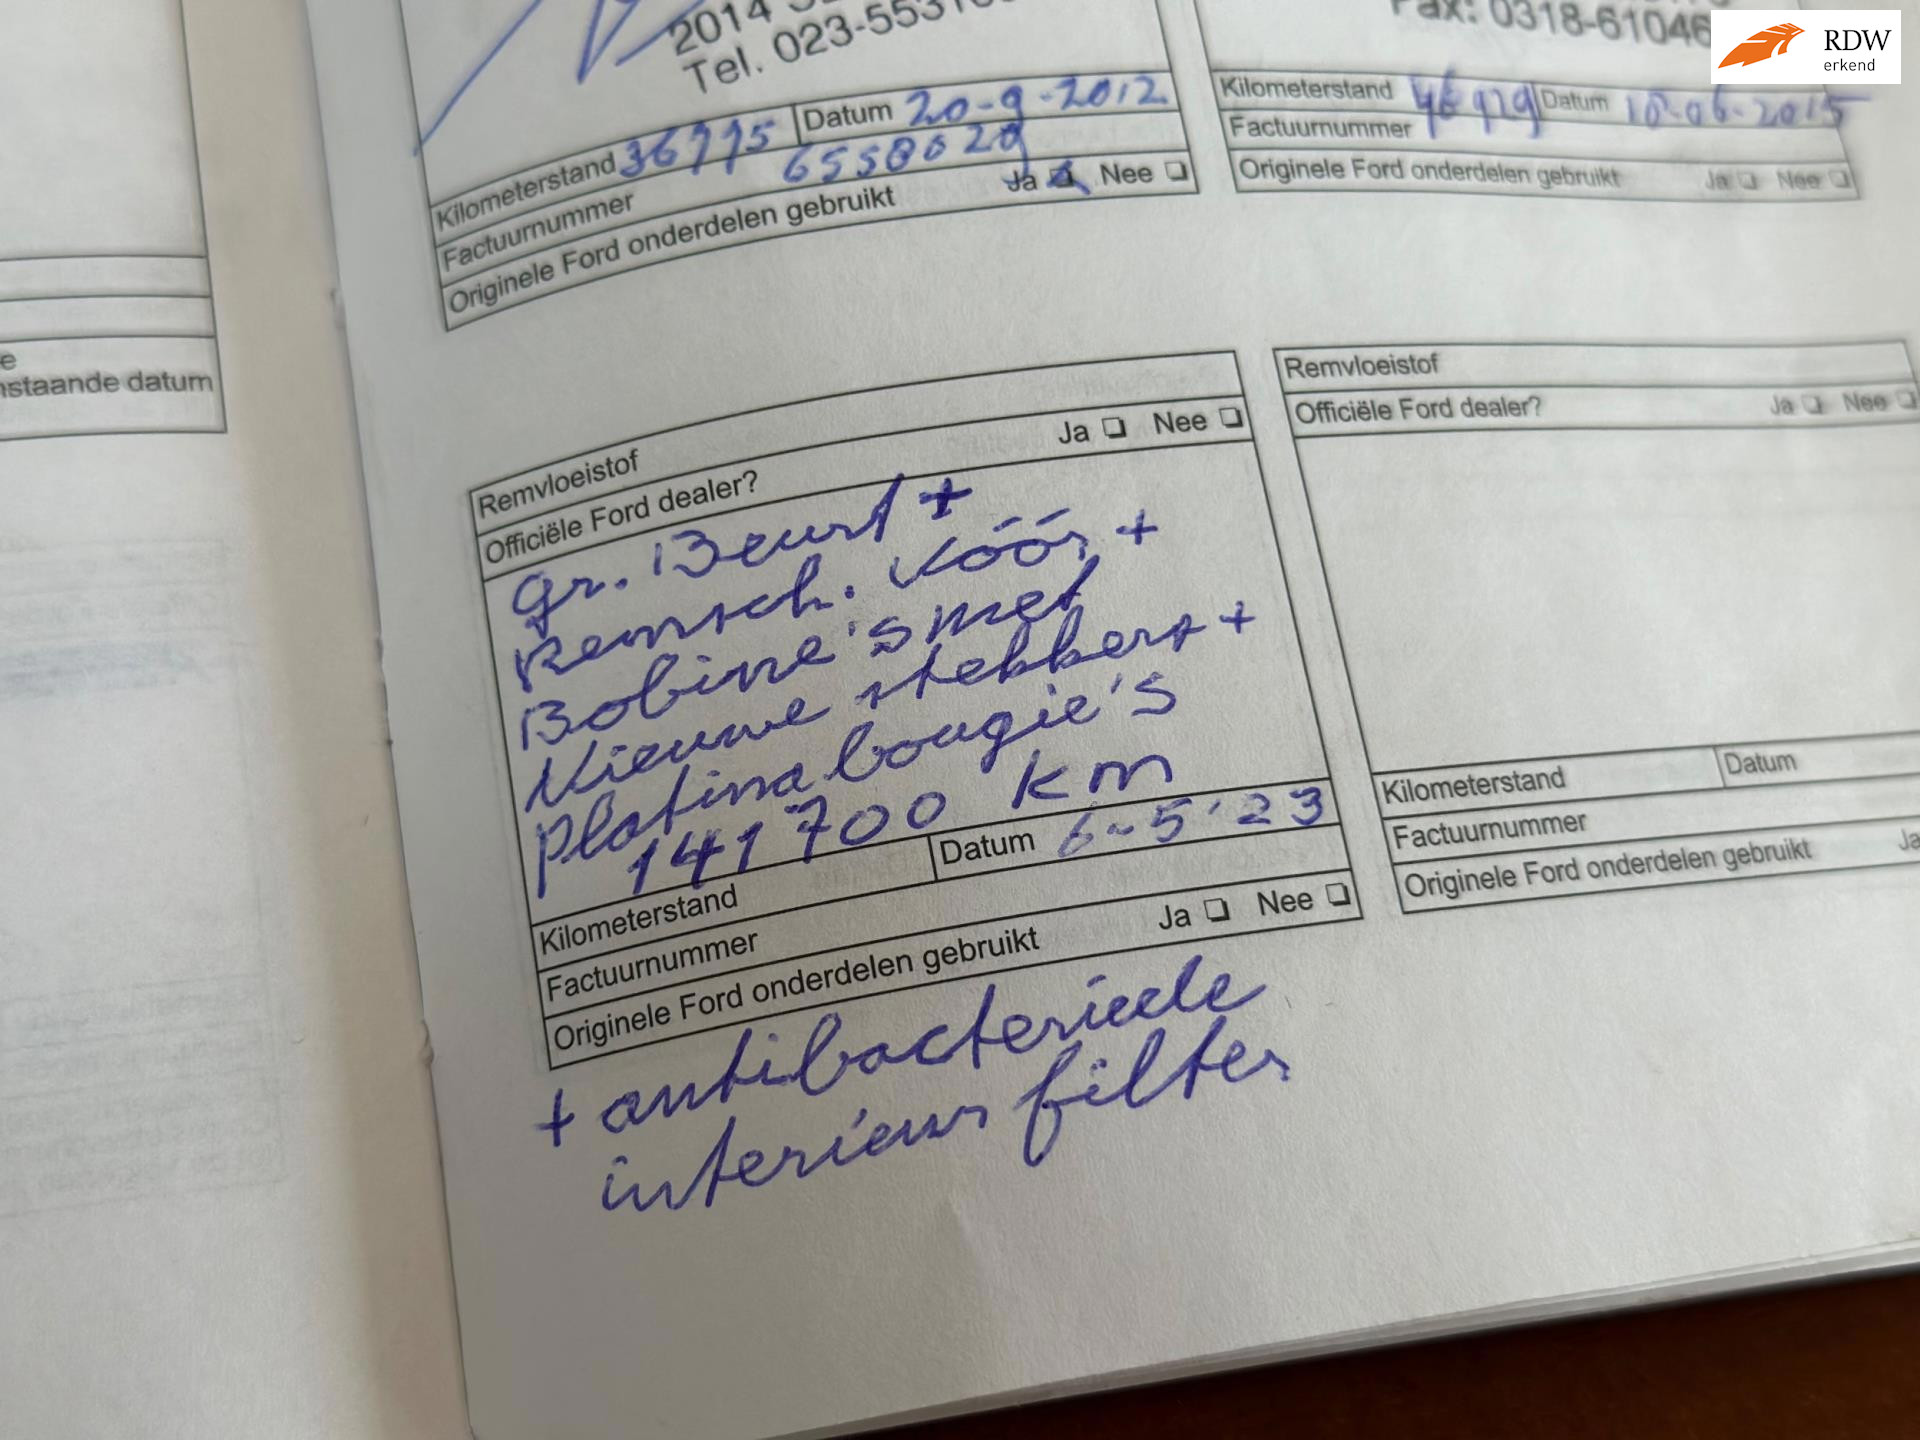 2014
Tel. 023-553
Kilometerstand 36775 Datum 20-9-2012
Factuurnummer 6558029
Originele Ford onderdelen gebruikt Ja Nee
Fax: 0318-61046
RDW
erkend
Kilometerstand Datum 10-06-2015
Factuurnummer
Originele Ford onderdelen gebruikt Ja Nee
nstaande datum
Remvloeistof
Officiële Ford dealer? Ja Nee
gr. Beurt +
Remsch. Vóór +
Bobine's met
Nieuwe stekkers +
platina bougie's
141700 km
Kilometerstand Datum 6-5'23
Factuurnummer
Originele Ford onderdelen gebruikt Ja Nee
+ antibacteriele
interieur filter
Remvloeistof
Officiële Ford dealer? Ja Nee
Kilometerstand Datum
Factuurnummer
Originele Ford onderdelen gebruikt Ja